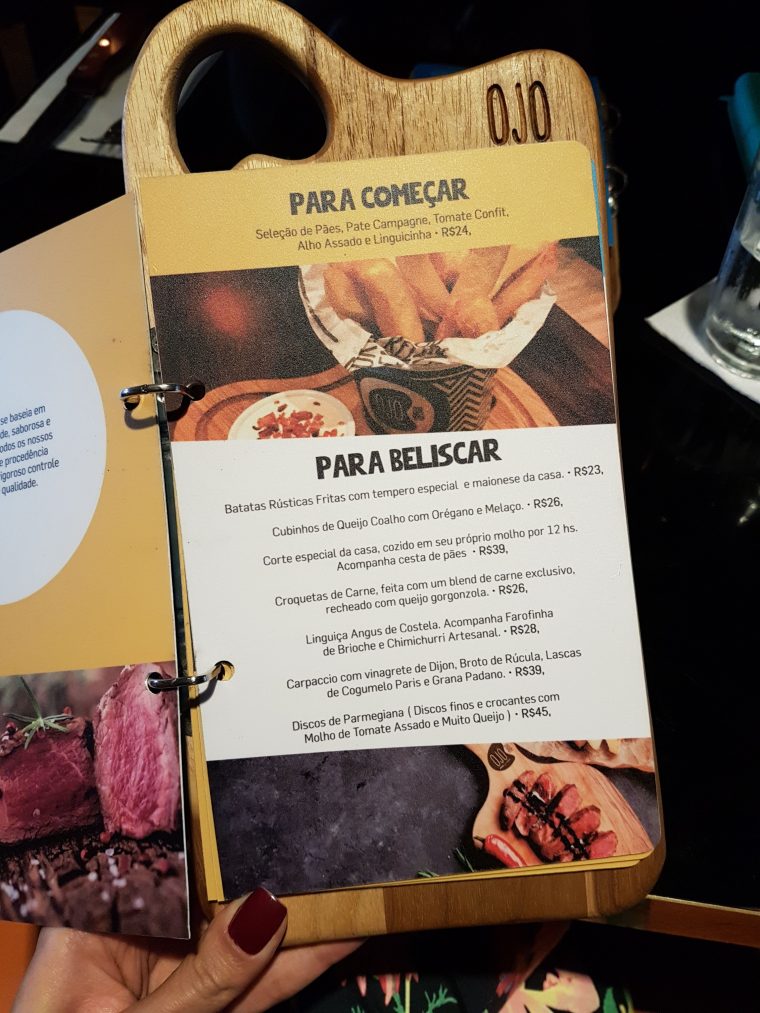 OJO
PARA COMEÇAR
Seleção de Pães, Pate Campagne, Tomate Confit,
Alho Assado e Linguicinha • R$24,
OJO
PARA BELISCAR
Batatas Rústicas Fritas com tempero especial e maionese da casa. • R$23,
Cubinhos de Queijo Coalho com Orégano e Melaço. • R$26,
Corte especial da casa, cozido em seu próprio molho por 12 hs.
Acompanha cesta de pães • R$39,
Croquetas de Carne, feita com um blend de carne exclusivo,
recheado com queijo gorgonzola. • R$26,
Linguiça Angus de Costela. Acompanha Farofinha
de Brioche e Chimichurri Artesanal. • R$28,
Carpaccio com vinagrete de Dijon, Broto de Rúcula, Lascas
de Cogumelo Paris e Grana Padano. • R$39,
Discos de Parmegiana ( Discos finos e crocantes com
Molho de Tomate Assado e Muito Queijo ) • R$45,
OJO
se baseia em
de, saborosa e
odos os nossos
e procedência
igoroso controle
qualidade.